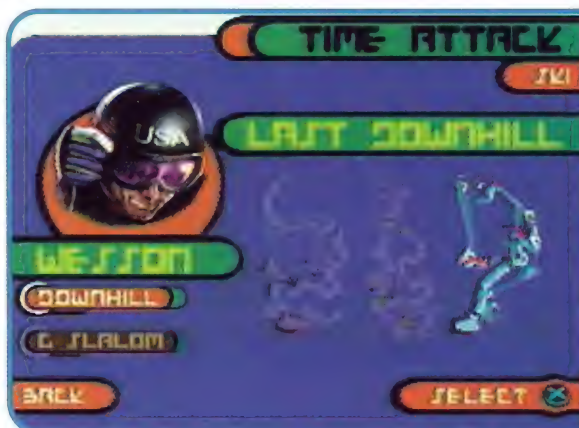 TIME ATTACK
SKI
USA
LAST DOWNHILL
WESSON
DOWNHILL
G SLALOM
BACK
SELECT